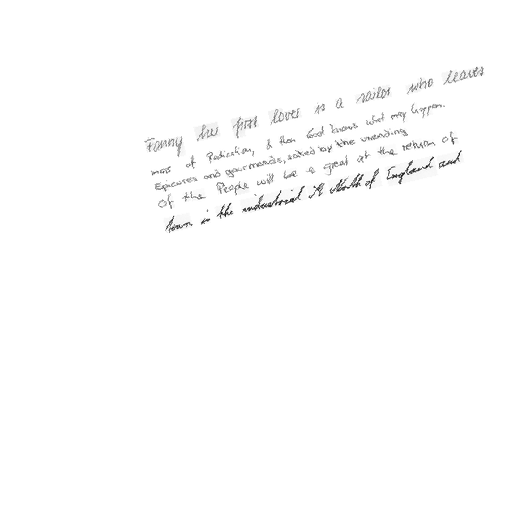 Fanny her first lover is a sailor who leaves
mass of Radicalism, & then God knows what may happen.
Epicures and gourmands, sated by the unending
Of the People will be a great at the return of
town in the industrial A North of England and